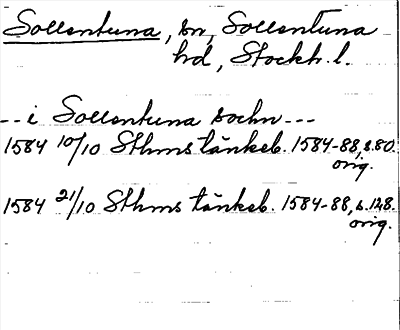 Sollentuna, sn, Sollentuna
hd, Stockh. l.
-- i Sollentuna sochn ---
1584 10/10 Sthms tänkeb. 1584-88, s. 80.
orig.
1584 21/10 Sthms tänkeb. 1584-88, s. 128.
orig.